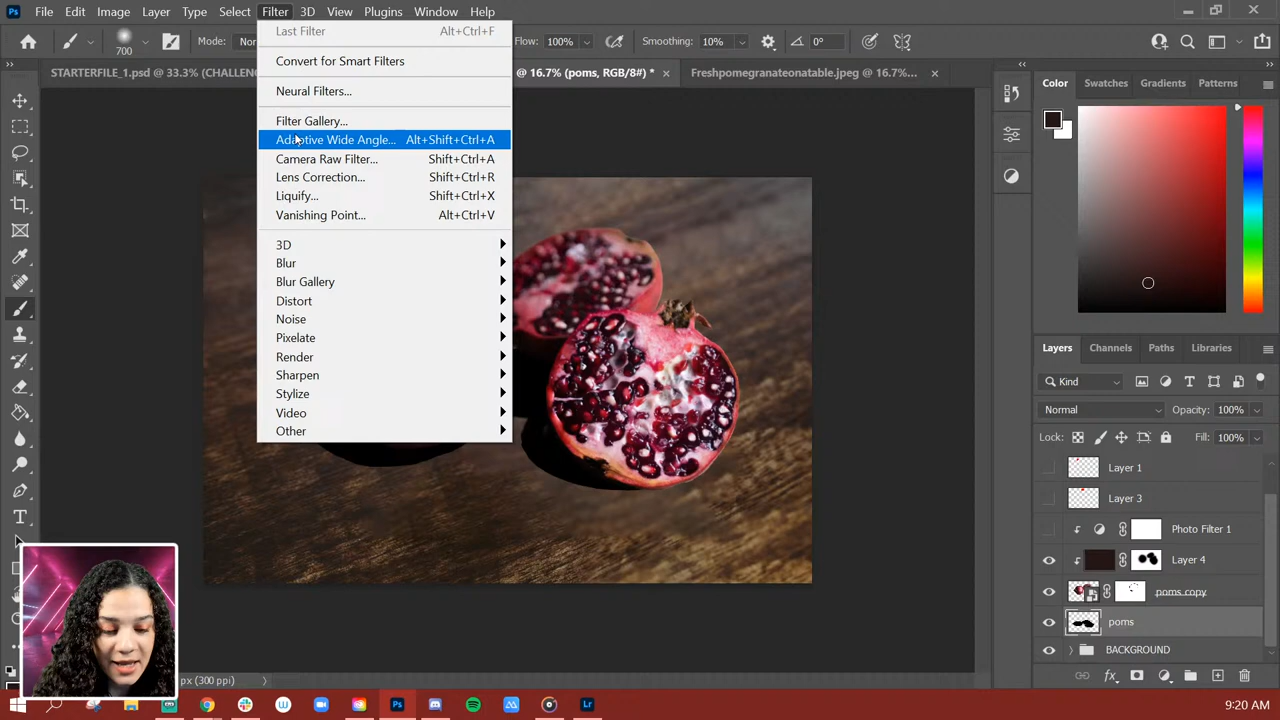 Ps File Edit Image Layer Type Select Filter 3D View Plugins Window Help
700 Mode: Nor Flow: 100% Smoothing: 10% 0°
STARTERFILE_1.psd @ 33.3% (CHALLENG @ 16.7% (poms, RGB/8#) * × Freshpomegranateonatable.jpeg @ 16.7%... ×
Last Filter Alt+Ctrl+F
Convert for Smart Filters
Neural Filters...
Filter Gallery...
Adaptive Wide Angle... Alt+Shift+Ctrl+A
Camera Raw Filter... Shift+Ctrl+A
Lens Correction... Shift+Ctrl+R
Liquify... Shift+Ctrl+X
Vanishing Point... Alt+Ctrl+V
3D
Blur
Blur Gallery
Distort
Noise
Pixelate
Render
Sharpen
Stylize
Video
Other
Color Swatches Gradients Patterns
Layers Channels Paths Libraries
Kind
Normal Opacity: 100%
Lock: Fill: 100%
Layer 1
Layer 3
Photo Filter 1
Layer 4
poms copy
poms
BACKGROUND
fx
px (300 ppi)
Ps Lr 9:20 AM